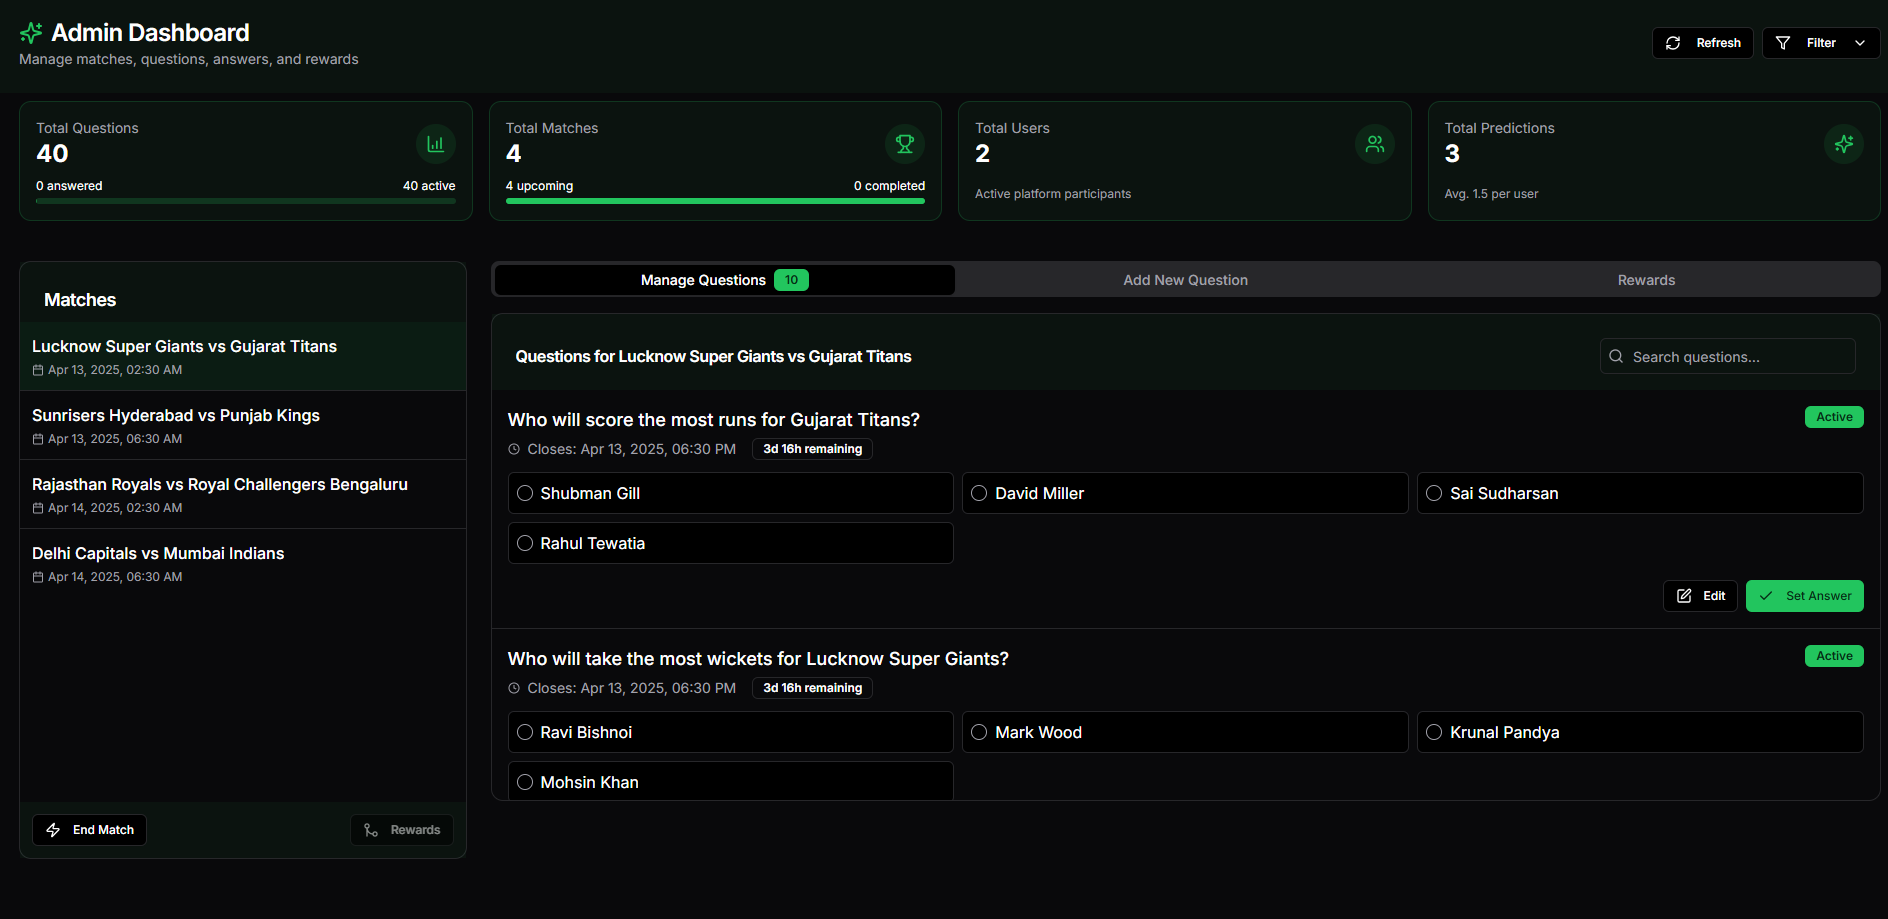 Admin Dashboard
Manage matches, questions, answers, and rewards
Refresh
Filter
Total Questions
40
0 answered
40 active
Total Matches
4
4 upcoming
0 completed
Total Users
2
Active platform participants
Total Predictions
3
Avg. 1.5 per user
Matches
Lucknow Super Giants vs Gujarat Titans
Apr 13, 2025, 02:30 AM
Sunrisers Hyderabad vs Punjab Kings
Apr 13, 2025, 06:30 AM
Rajasthan Royals vs Royal Challengers Bengaluru
Apr 14, 2025, 02:30 AM
Delhi Capitals vs Mumbai Indians
Apr 14, 2025, 06:30 AM
End Match
Rewards
Manage Questions 10
Add New Question
Rewards
Questions for Lucknow Super Giants vs Gujarat Titans
Search questions...
Who will score the most runs for Gujarat Titans?
Active
Closes: Apr 13, 2025, 06:30 PM
3d 16h remaining
Shubman Gill
David Miller
Sai Sudharsan
Rahul Tewatia
Edit
Set Answer
Who will take the most wickets for Lucknow Super Giants?
Active
Closes: Apr 13, 2025, 06:30 PM
3d 16h remaining
Ravi Bishnoi
Mark Wood
Krunal Pandya
Mohsin Khan